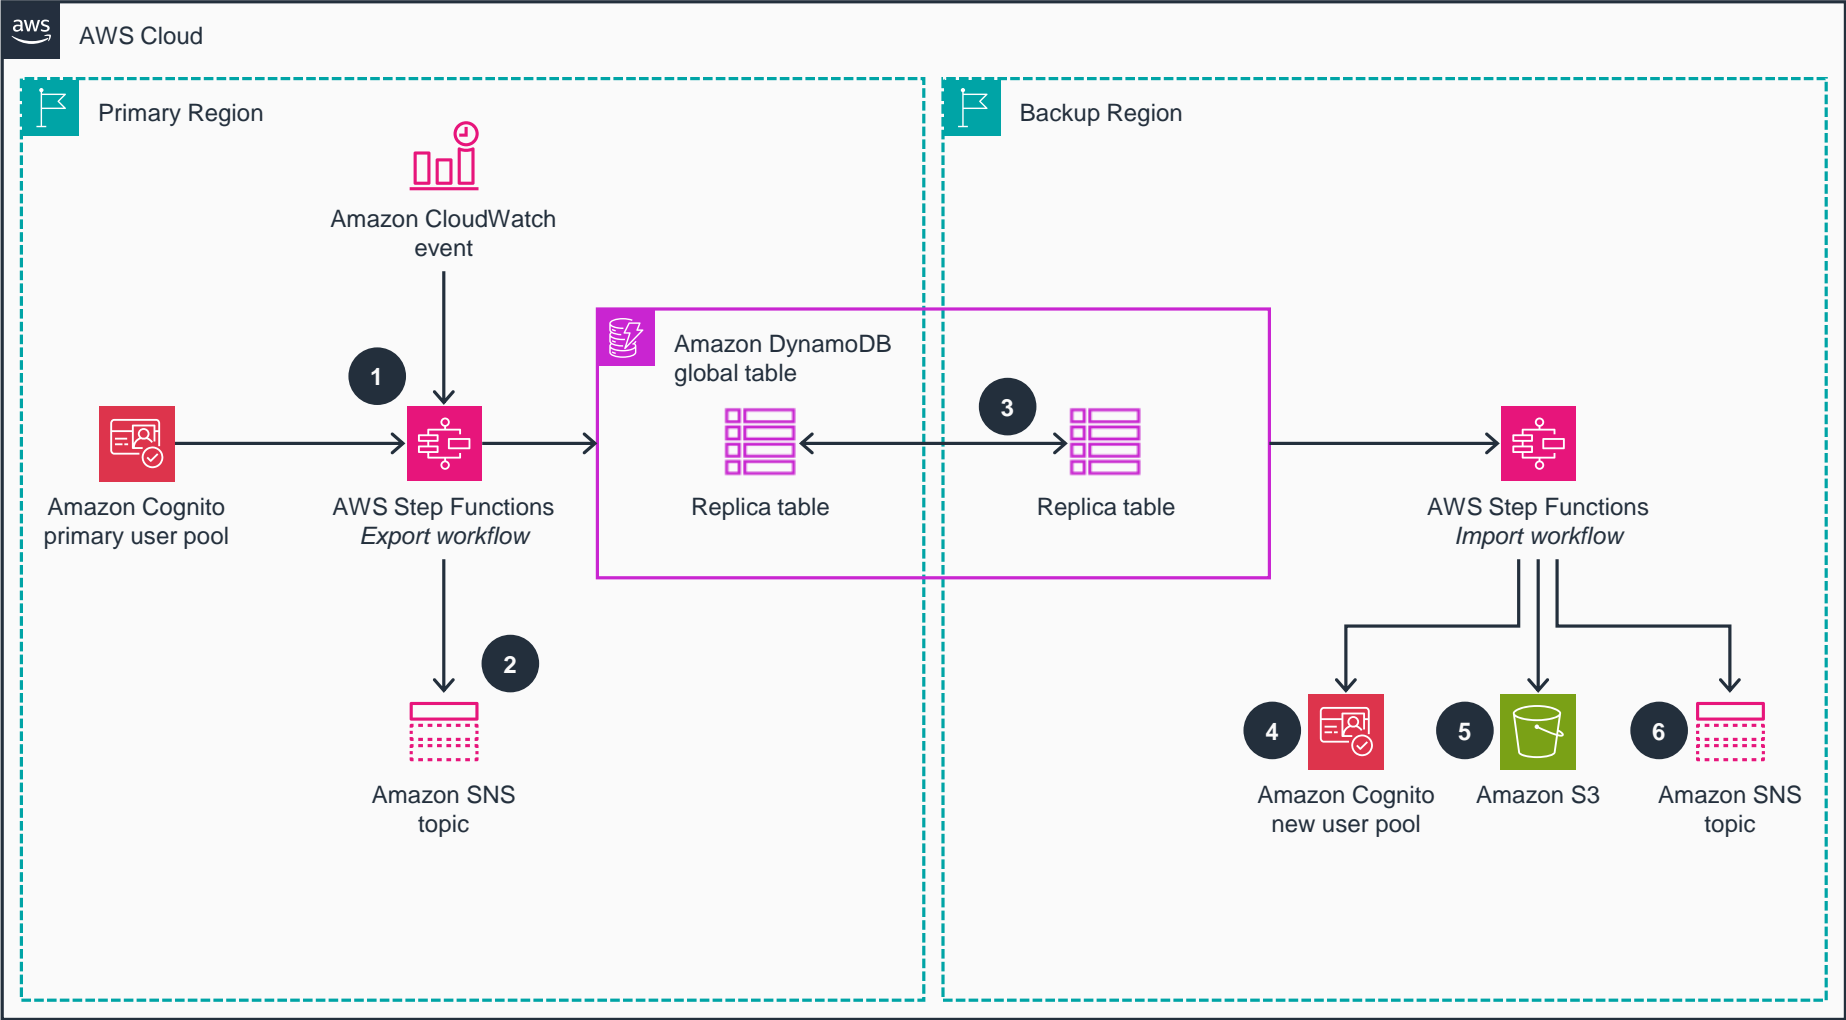 aws
AWS Cloud
Primary Region
Backup Region
Amazon CloudWatch
event
Amazon DynamoDB
global table
1
3
Amazon Cognito
primary user pool
AWS Step Functions
Export workflow
Replica table
Replica table
AWS Step Functions
Import workflow
2
4
5
6
Amazon SNS
topic
Amazon Cognito
new user pool
Amazon S3
Amazon SNS
topic